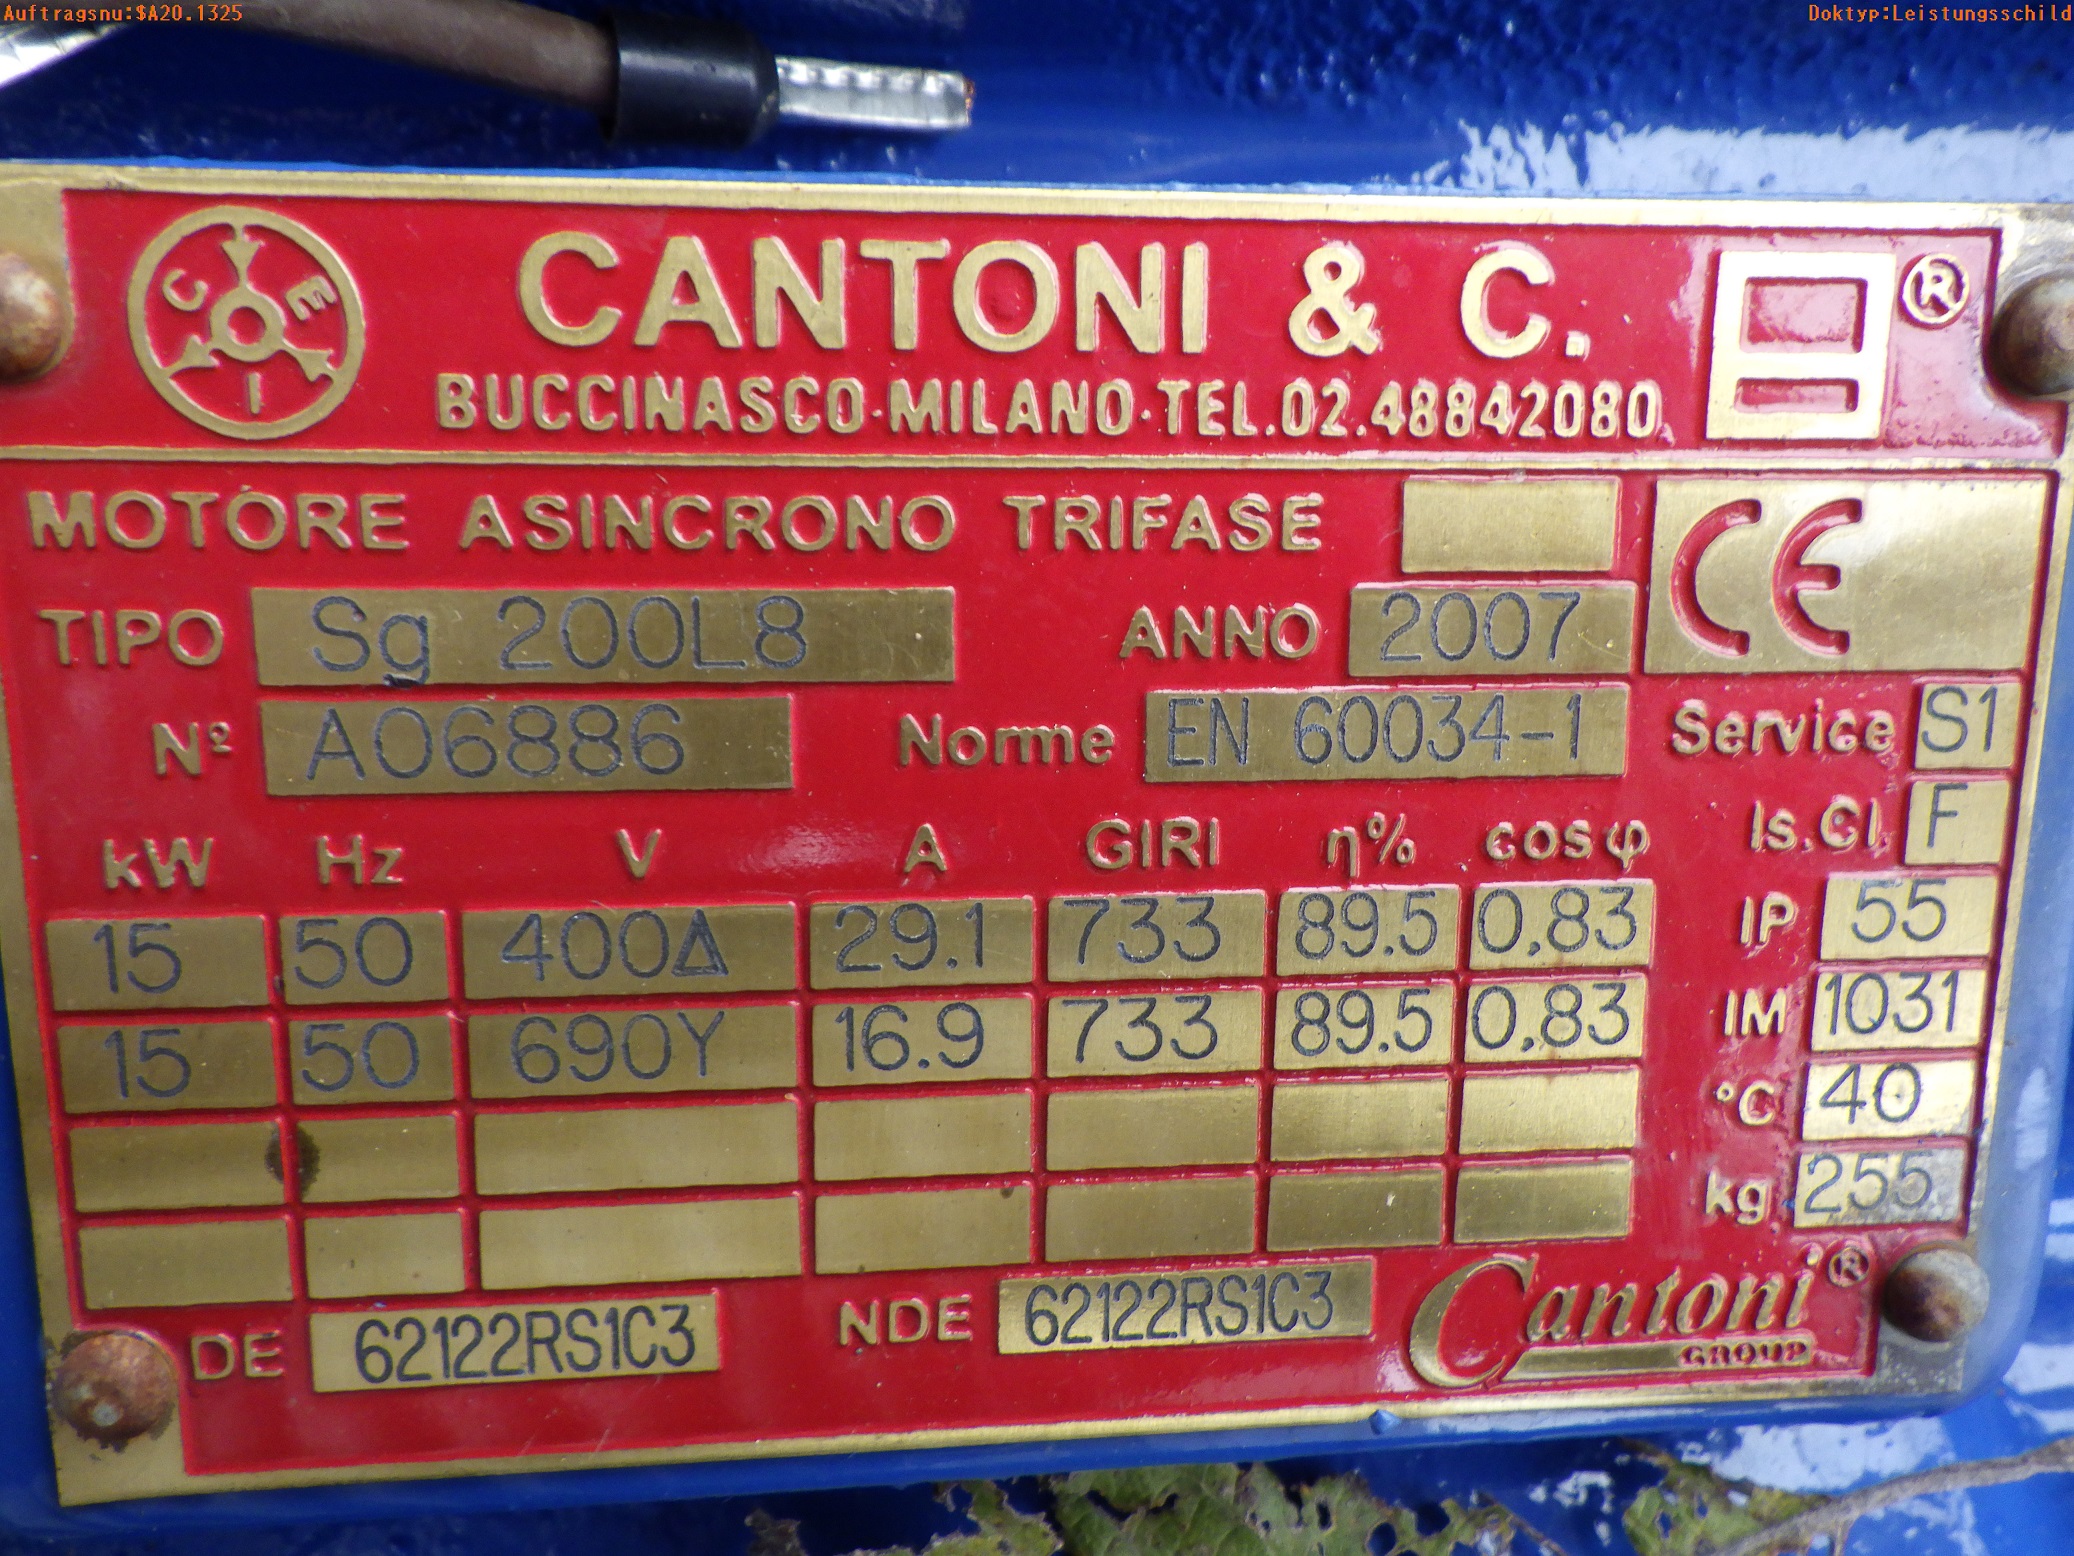 Auftragsnu:$A20.1325
Doktyp:Leistungsschild
C V E I
CANTONI & C. ®
BUCCINASCO·MILANO·TEL.02.48842080
MOTORE ASINCRONO TRIFASE
CE
TIPO Sg 200L8 ANNO 2007
Nº A06886 Norme EN 60034-1 Service S1
Is.Cl. F
kW Hz V A GIRI η% cosφ
15 50 400Δ 29.1 733 89.5 0,83 IP 55
15 50 690Y 16.9 733 89.5 0,83 IM 1031
°C 40
kg 255
DE 62122RS1C3 NDE 62122RS1C3 Cantoni ®
GROUP